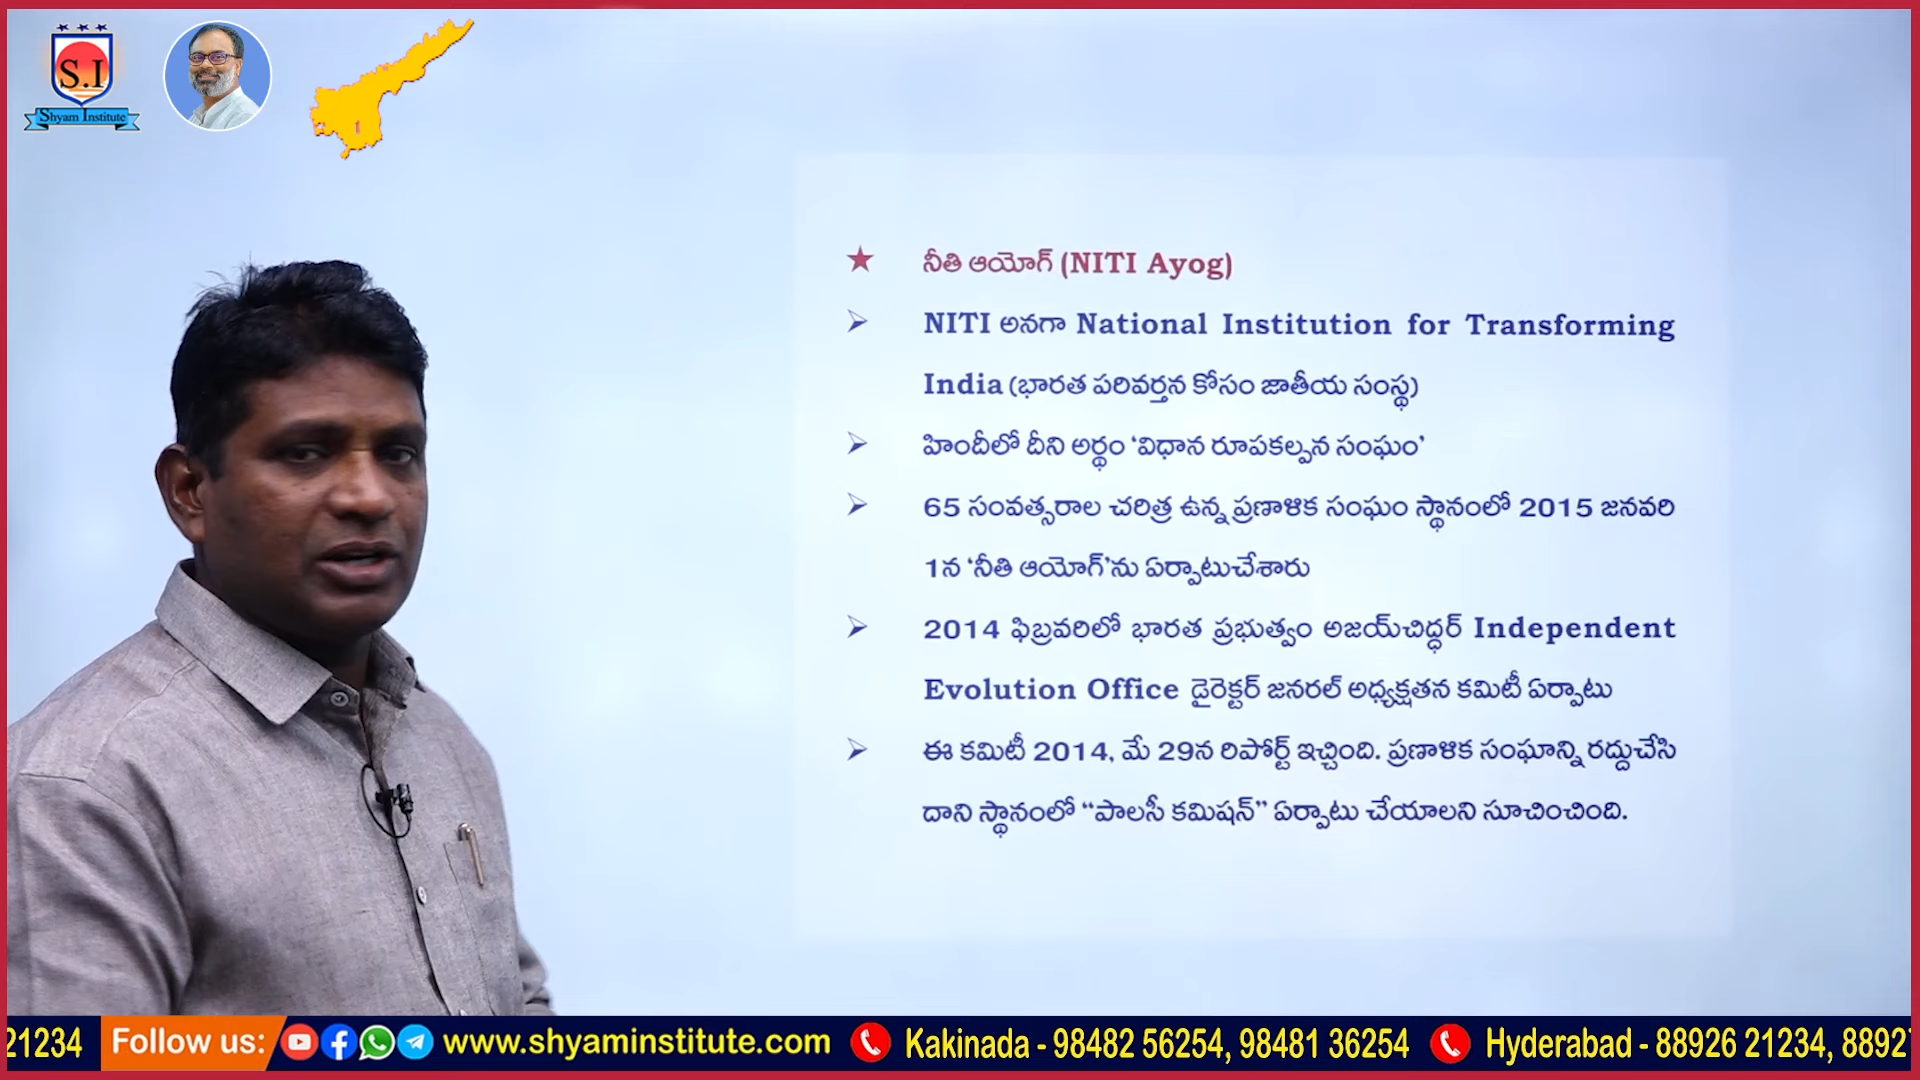 S.I
Shyam Institute
★ నీతి ఆయోగ్ (NITI Ayog)
➢ NITI అనగా National Institution for Transforming
India (భారత పరివర్తన కోసం జాతీయ సంస్థ)
➢ హిందీలో దీని అర్థం ‘విధాన రూపకల్పన సంఘం’
➢ 65 సంవత్సరాల చరిత్ర ఉన్న ప్రణాళిక సంఘం స్థానంలో 2015 జనవరి
1న ‘నీతి ఆయోగ్’ను ఏర్పాటుచేశారు
➢ 2014 ఫిబ్రవరిలో భారత ప్రభుత్వం అజయ్‌చిద్ధర్ Independent
Evolution Office డైరెక్టర్ జనరల్ అధ్యక్షతన కమిటీ ఏర్పాటు
➢ ఈ కమిటీ 2014, మే 29న రిపోర్ట్ ఇచ్చింది. ప్రణాళిక సంఘాన్ని రద్దుచేసి
దాని స్థానంలో “పాలసీ కమిషన్” ఏర్పాటు చేయాలని సూచించింది.
21234 Follow us: www.shyaminstitute.com Kakinada - 98482 56254, 98481 36254 Hyderabad - 88926 21234, 8892